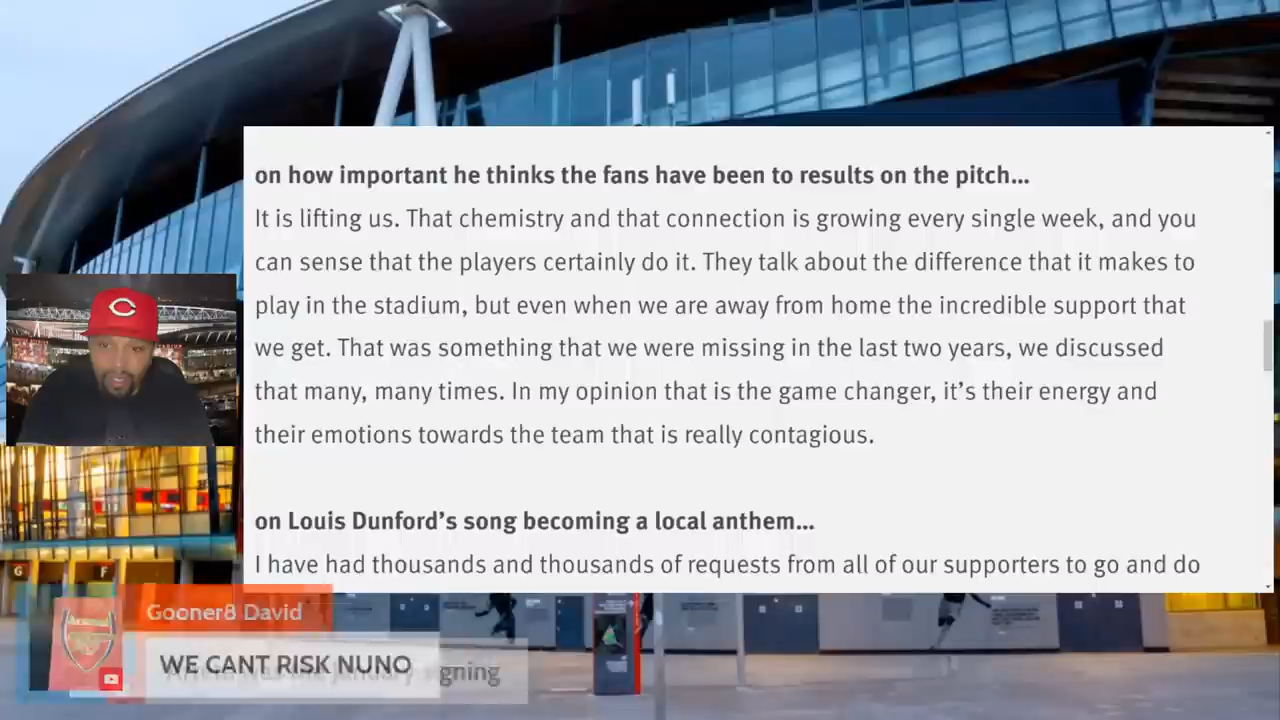 on how important he thinks the fans have been to results on the pitch...
It is lifting us. That chemistry and that connection is growing every single week, and you
can sense that the players certainly do it. They talk about the difference that it makes to
play in the stadium, but even when we are away from home the incredible support that
we get. That was something that we were missing in the last two years, we discussed
that many, many times. In my opinion that is the game changer, it's their energy and
their emotions towards the team that is really contagious.
on Louis Dunford's song becoming a local anthem...
I have had thousands and thousands of requests from all of our supporters to go and do
G
F
Gooner8 David
WE CANT RISK NUNO